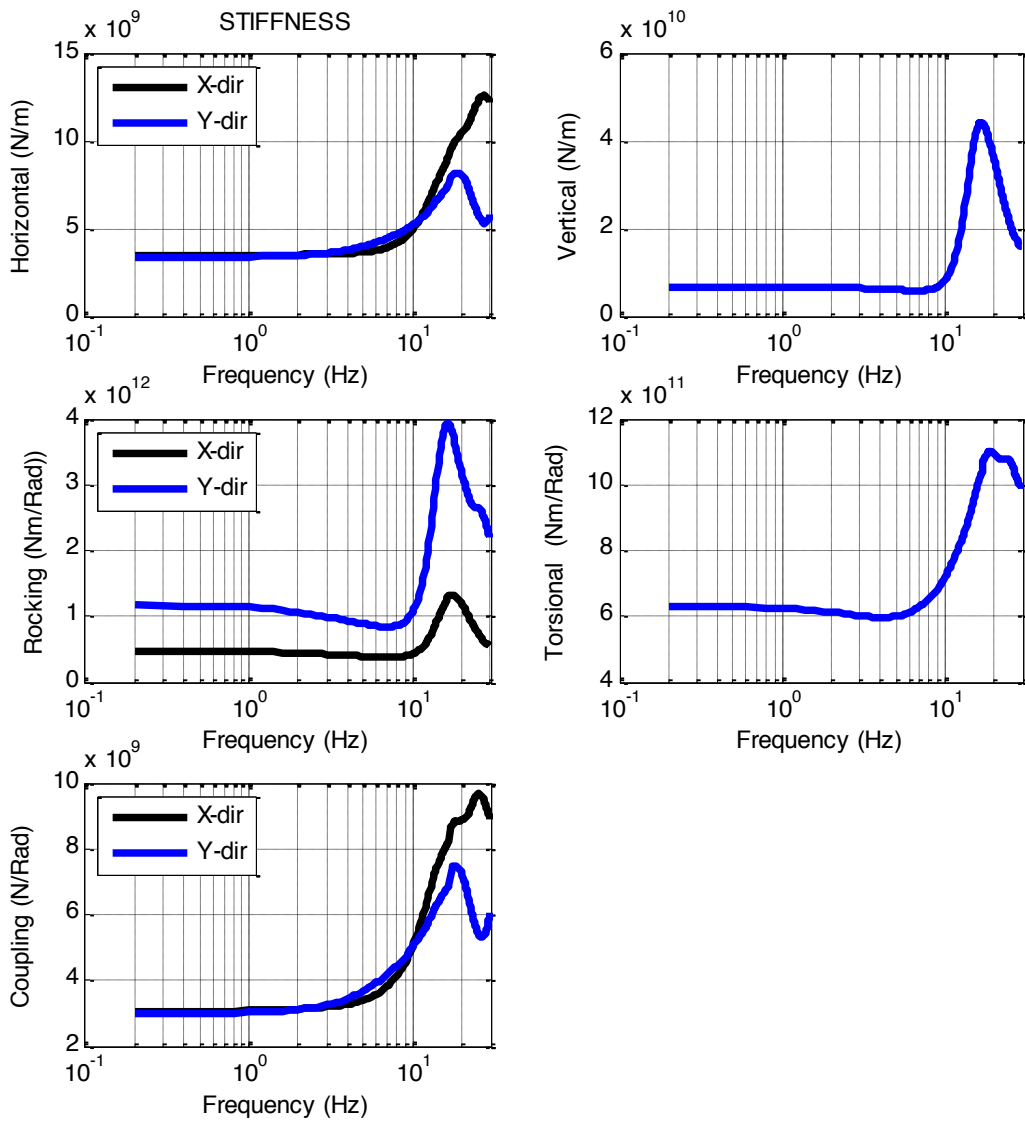 STIFFNESS
x 10^9
15
10
5
0
Horizontal (N/m)
X-dir
Y-dir
10^-1 10^0 10^1
Frequency (Hz)
x 10^10
6
4
2
0
Vertical (N/m)
10^-1 10^0 10^1
Frequency (Hz)
x 10^12
4
3
2
1
0
Rocking (Nm/Rad))
X-dir
Y-dir
10^-1 10^0 10^1
Frequency (Hz)
x 10^11
12
10
8
6
4
Torsional (Nm/Rad)
10^-1 10^0 10^1
Frequency (Hz)
x 10^9
10
8
6
4
2
Coupling (N/Rad)
X-dir
Y-dir
10^-1 10^0 10^1
Frequency (Hz)